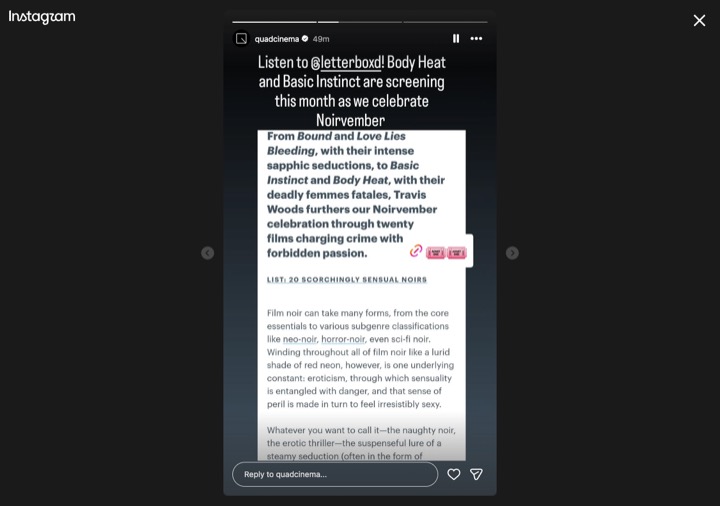 Instagram
quadcinema 49m
Listen to @letterboxd! Body Heat
and Basic Instinct are screening
this month as we celebrate
Noirvember
From Bound and Love Lies
Bleeding, with their intense
sapphic seductions, to Basic
Instinct and Body Heat, with their
deadly femmes fatales, Travis
Woods furthers our Noirvember
celebration through twenty
films charging crime with
forbidden passion.
LIST: 20 SCORCHINGLY SENSUAL NOIRS
Film noir can take many forms, from the core
essentials to various subgenre classifications
like neo-noir, horror-noir, even sci-fi noir.
Winding throughout all of film noir like a lurid
shade of red neon, however, is one underlying
constant: eroticism, through which sensuality
is entangled with danger, and that sense of
peril is made in turn to feel irresistibly sexy.
Whatever you want to call it—the naughty noir,
the erotic thriller—the suspenseful lure of a
steamy seduction (often in the form of
Reply to quadcinema...